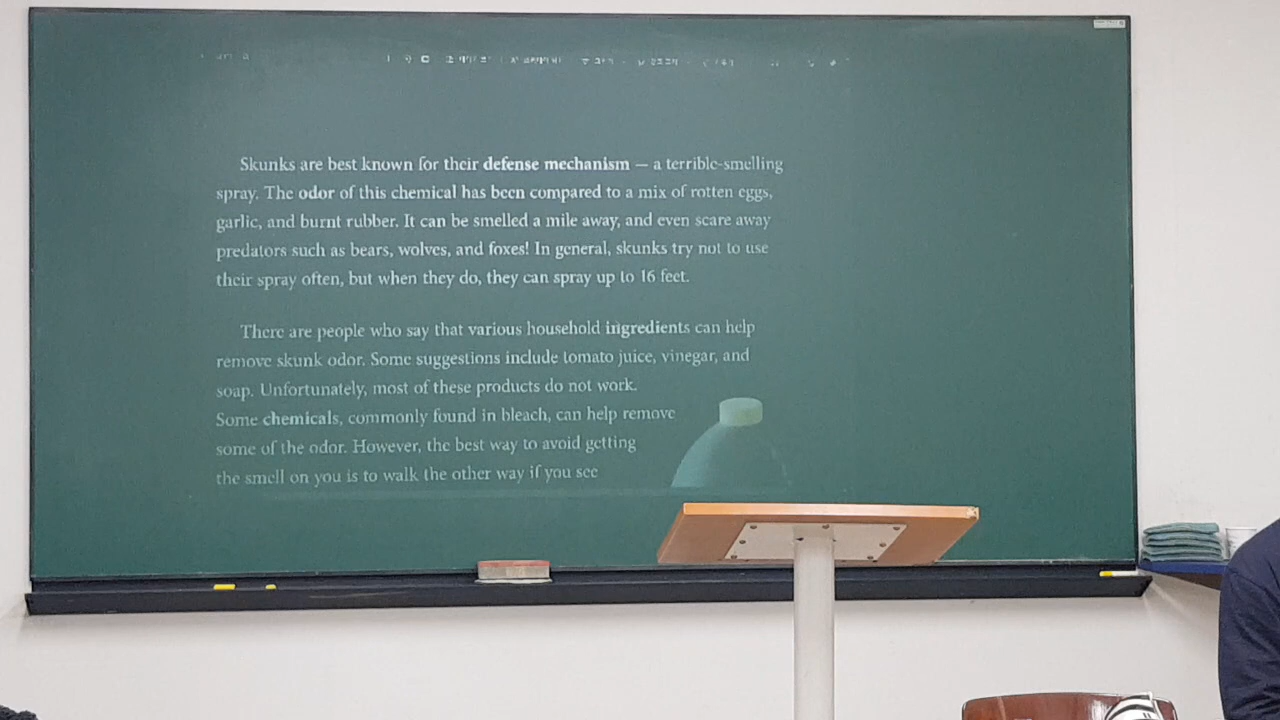 Skunks are best known for their defense mechanism — a terrible-smelling
spray. The odor of this chemical has been compared to a mix of rotten eggs,
garlic, and burnt rubber. It can be smelled a mile away, and even scare away
predators such as bears, wolves, and foxes! In general, skunks try not to use
their spray often, but when they do, they can spray up to 16 feet.
There are people who say that various household ingredients can help
remove skunk odor. Some suggestions include tomato juice, vinegar, and
soap. Unfortunately, most of these products do not work.
Some chemicals, commonly found in bleach, can help remove
some of the odor. However, the best way to avoid getting
the smell on you is to walk the other way if you see